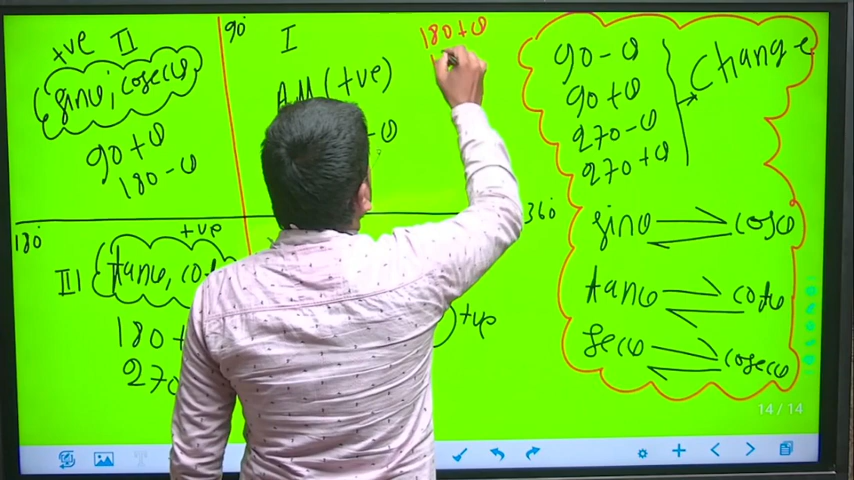 +ve II
(sinθ, cosecθ)
90+θ
180-θ
90°
I
All (+ve)
-θ
180+θ
90-θ
90+θ
270-θ
270+θ
Change
sinθ cosθ
tanθ cotθ
secθ cosecθ
180°
360°
+ve
III (tanθ, cot
180+
270
+ve
14/14